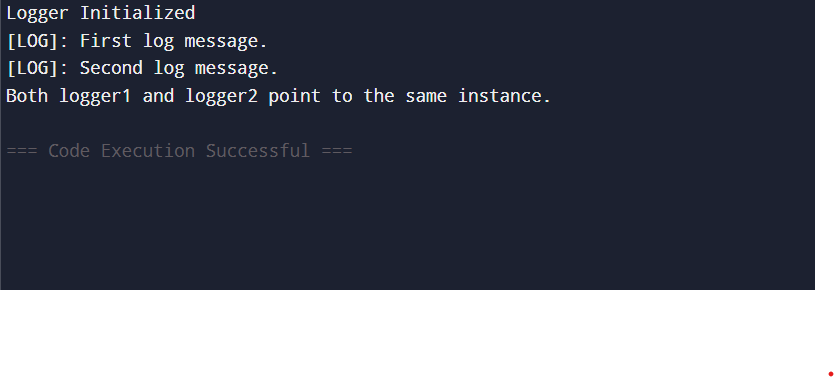 Logger Initialized
[LOG]: First log message.
[LOG]: Second log message.
Both logger1 and logger2 point to the same instance.
=== Code Execution Successful ===